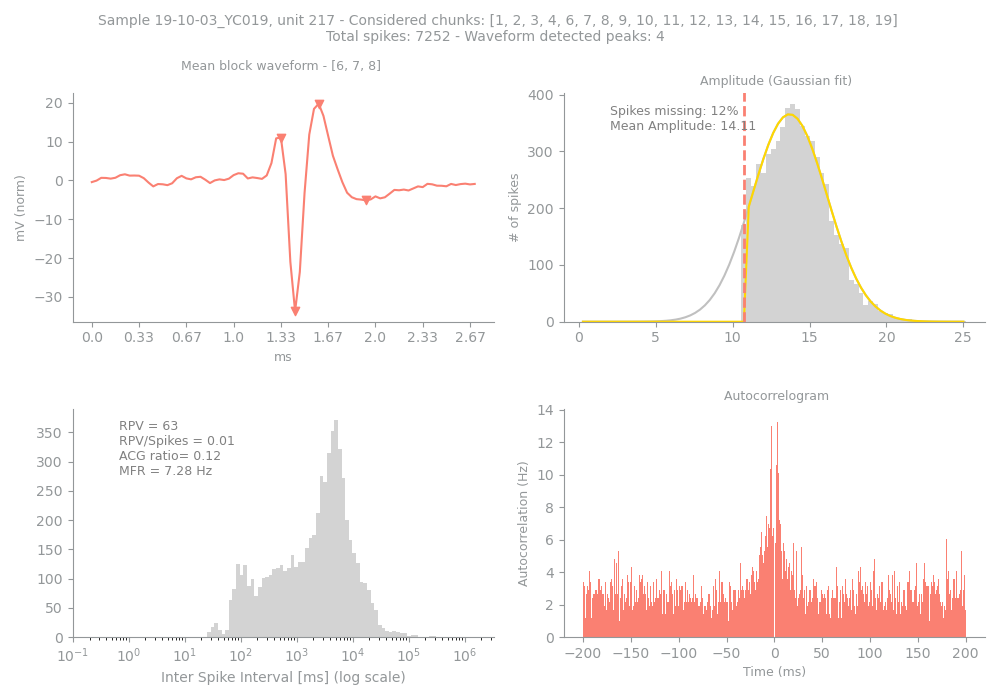 Sample 19-10-03_YC019, unit 217 - Considered chunks: [1, 2, 3, 4, 6, 7, 8, 9, 10, 11, 12, 13, 14, 15, 16, 17, 18, 19]
Total spikes: 7252 - Waveform detected peaks: 4
Mean block waveform - [6, 7, 8]
20
10
0
−10
−20
−30
mV (norm)
0.0 0.33 0.67 1.0 1.33 1.67 2.0 2.33 2.67
ms
Amplitude (Gaussian fit)
Spikes missing: 12%
Mean Amplitude: 14.11
400
300
200
100
0
# of spikes
0 5 10 15 20 25
RPV = 63
RPV/Spikes = 0.01
ACG ratio= 0.12
MFR = 7.28 Hz
350
300
250
200
150
100
50
0
10⁻¹ 10⁰ 10¹ 10² 10³ 10⁴ 10⁵ 10⁶
Inter Spike Interval [ms] (log scale)
Autocorrelogram
14
12
10
8
6
4
2
0
Autocorrelation (Hz)
−200 −150 −100 −50 0 50 100 150 200
Time (ms)